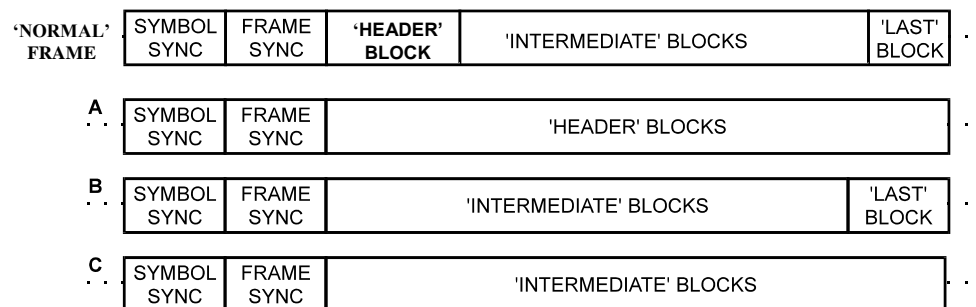 ‘NORMAL’ FRAME
SYMBOL SYNC
FRAME SYNC
‘HEADER’ BLOCK
'INTERMEDIATE' BLOCKS
'LAST' BLOCK
A
SYMBOL SYNC
FRAME SYNC
'HEADER' BLOCKS
B
SYMBOL SYNC
FRAME SYNC
'INTERMEDIATE' BLOCKS
'LAST' BLOCK
C
SYMBOL SYNC
FRAME SYNC
'INTERMEDIATE' BLOCKS